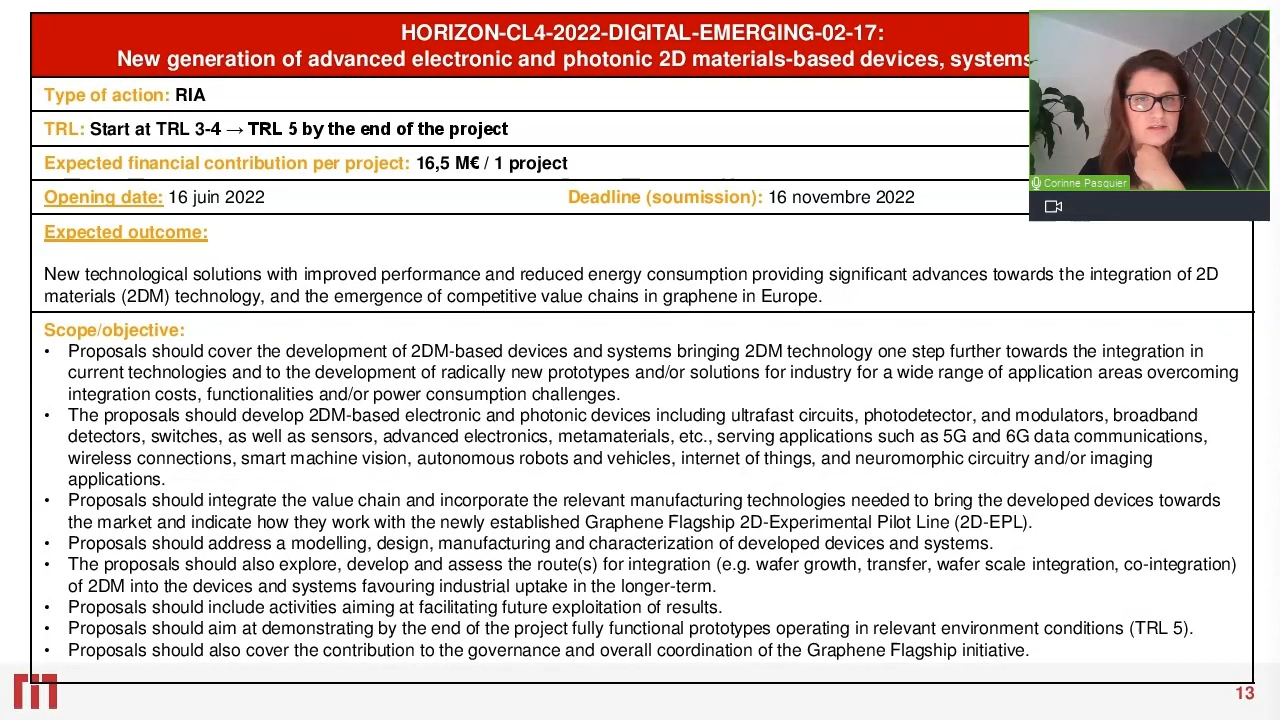 HORIZON-CL4-2022-DIGITAL-EMERGING-02-17:
New generation of advanced electronic and photonic 2D materials-based devices, systems
Type of action: RIA
TRL: Start at TRL 3-4 → TRL 5 by the end of the project
Expected financial contribution per project: 16,5 M€ / 1 project
Corinne Pasquier
Opening date: 16 juin 2022 Deadline (soumission): 16 novembre 2022
Expected outcome:
New technological solutions with improved performance and reduced energy consumption providing significant advances towards the integration of 2D
materials (2DM) technology, and the emergence of competitive value chains in graphene in Europe.
Scope/objective:
• Proposals should cover the development of 2DM-based devices and systems bringing 2DM technology one step further towards the integration in
current technologies and to the development of radically new prototypes and/or solutions for industry for a wide range of application areas overcoming
integration costs, functionalities and/or power consumption challenges.
• The proposals should develop 2DM-based electronic and photonic devices including ultrafast circuits, photodetector, and modulators, broadband
detectors, switches, as well as sensors, advanced electronics, metamaterials, etc., serving applications such as 5G and 6G data communications,
wireless connections, smart machine vision, autonomous robots and vehicles, internet of things, and neuromorphic circuitry and/or imaging
applications.
• Proposals should integrate the value chain and incorporate the relevant manufacturing technologies needed to bring the developed devices towards
the market and indicate how they work with the newly established Graphene Flagship 2D-Experimental Pilot Line (2D-EPL).
• Proposals should address a modelling, design, manufacturing and characterization of developed devices and systems.
• The proposals should also explore, develop and assess the route(s) for integration (e.g. wafer growth, transfer, wafer scale integration, co-integration)
of 2DM into the devices and systems favouring industrial uptake in the longer-term.
• Proposals should include activities aiming at facilitating future exploitation of results.
• Proposals should aim at demonstrating by the end of the project fully functional prototypes operating in relevant environment conditions (TRL 5).
• Proposals should also cover the contribution to the governance and overall coordination of the Graphene Flagship initiative.
13